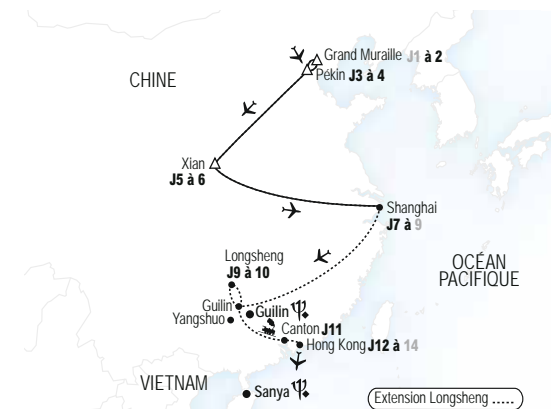 Grand Muraille J1 à 2
CHINE
Pékin J3 à 4
Xian
J5 à 6
Shanghai
J7 à 9
Longsheng
J9 à 10
OCÉAN
PACIFIQUE
Guilin
Guilin
Yangshuo
Canton J11
Hong Kong J12 à 14
VIETNAM
Sanya
Extension Longsheng .....